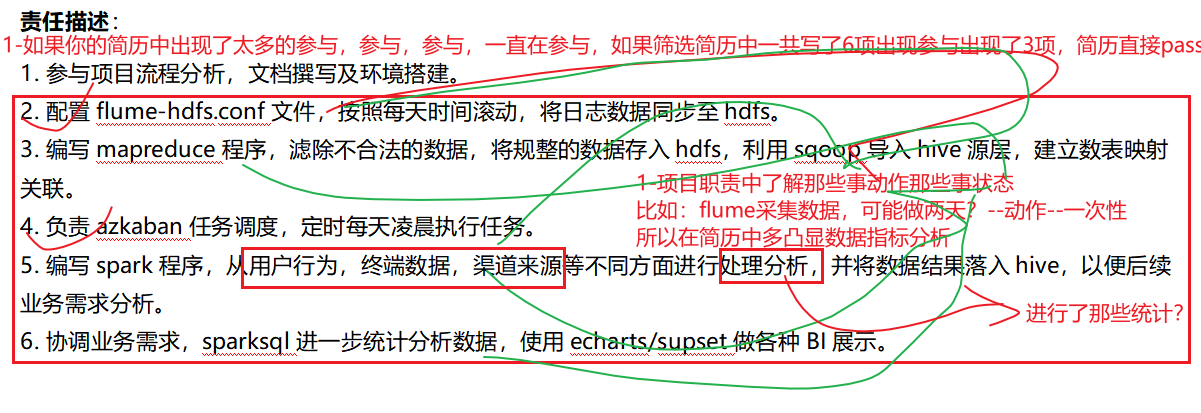 责任描述：
1-如果你的简历中出现了太多的参与，参与，参与，一直在参与，如果筛选简历中一共写了6项出现参与出现了3项，简历直接pass
1. 参与项目流程分析，文档撰写及环境搭建。
2. 配置 flume-hdfs.conf 文件，按照每天时间滚动，将日志数据同步至 hdfs。
3. 编写 mapreduce 程序，滤除不合法的数据，将规整的数据存入 hdfs，利用 sqoop 导入 hive 源层，建立数表映射
关联。
1-项目职责中了解那些事动作那些事状态
比如：flume采集数据，可能做两天？--动作--一次性
所以在简历中多凸显数据指标分析
4. 负责 azkaban 任务调度，定时每天凌晨执行任务。
5. 编写 spark 程序，从用户行为，终端数据，渠道来源等不同方面进行处理分析，并将数据结果落入 hive，以便后续
业务需求分析。
进行了那些统计？
6. 协调业务需求，sparksql 进一步统计分析数据，使用 echarts/supset 做各种 BI 展示。